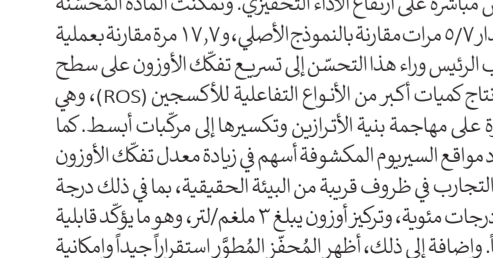 مباشرة على ارتفاع الأداء التحفيزي. وتمكنت المادة المُحسّنة
دار ٥/٧ مرات مقارنة بالنموذج الأصلي، و١٧,٧ مرة مقارنة بعملية
الرئيس وراء هذا التحسّن إلى تسريع تفكّك الأوزون على سطح
نتاج كميات أكبر من الأنواع التفاعلية للأكسجين (ROS)، وهي
ة على مهاجمة بنية الأترازين وتكسيرها إلى مركّبات أبسط. كما
مواقع السيريوم المكشوفة أسهم في زيادة معدل تفكّك الأوزون
التجارب في ظروف قريبة من البيئة الحقيقية، بما في ذلك درجة
درجات مئوية، وتركيز أوزون يبلغ ٣ ملغم/لتر، وهو ما يؤكّد قابلية
وإضافة إلى ذلك، أظهر المُحفّز المُطوَّر استقراراً جيداً وإمكانية